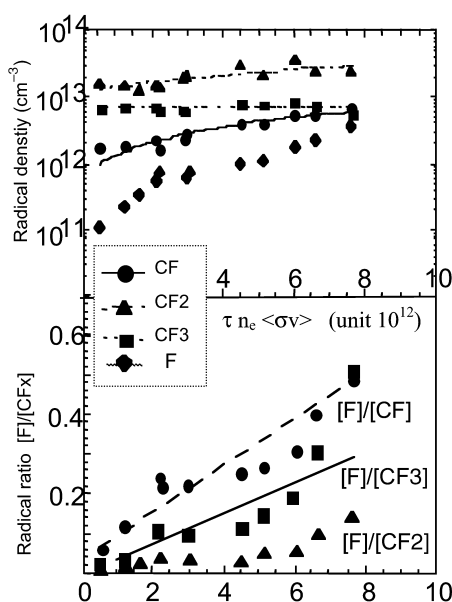 10^14
10^13
10^12
10^11
Radical denstiy (cm^-3)
CF
CF2
CF3
F
4 6 8 10
τ n_e <σv> (unit 10^12)
0.6
0.4
0.2
Radical ratio [F]/[CFx]
[F]/[CF]
[F]/[CF3]
[F]/[CF2]
0 2 4 6 8 10